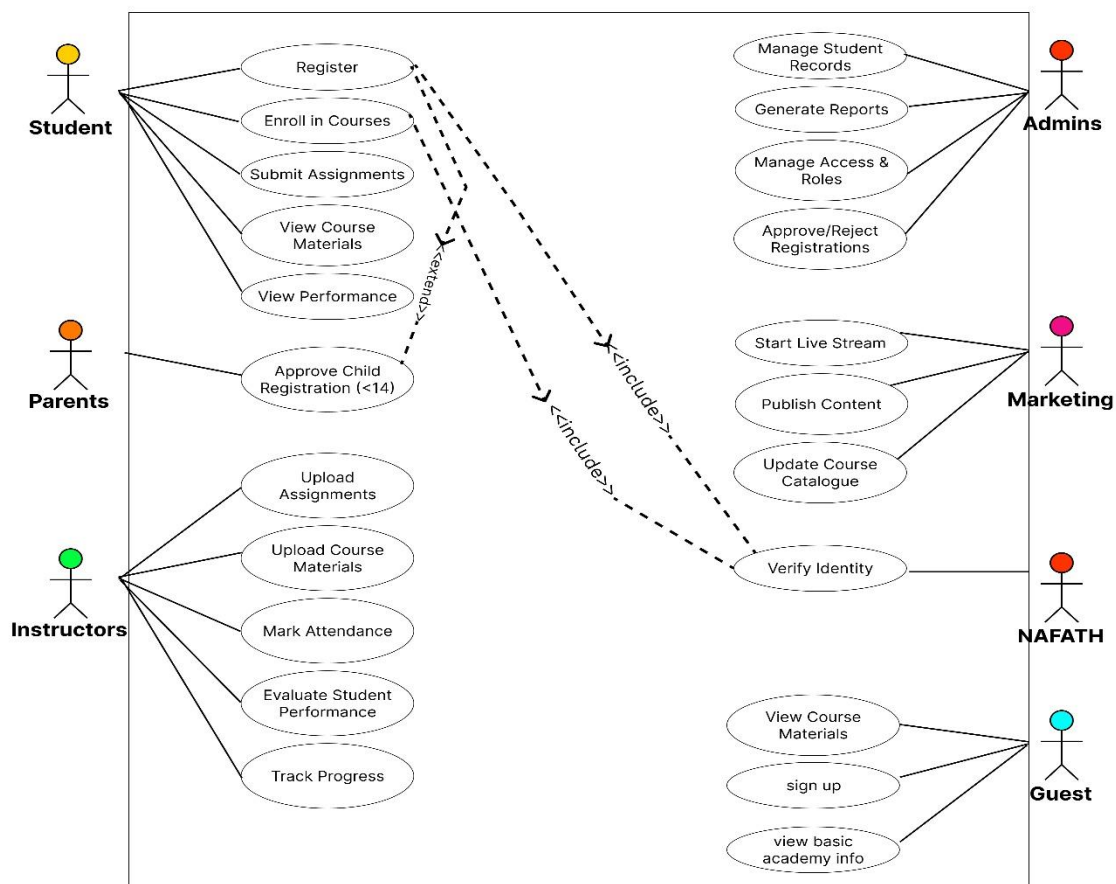 Student
Register
Enroll in Courses
Submit Assignments
View Course
Materials
View Performance
<<extend>>
Parents
Approve Child
Registration (<14)
Instructors
Upload
Assignments
Upload Course
Materials
Mark Attendance
Evaluate Student
Performance
Track Progress
<<include>>
<<include>>
Manage Student
Records
Generate Reports
Manage Access &
Roles
Approve/Reject
Registrations
Admins
Start Live Stream
Publish Content
Update Course
Catalogue
Marketing
Verify Identity
NAFATH
View Course
Materials
sign up
view basic
academy info
Guest